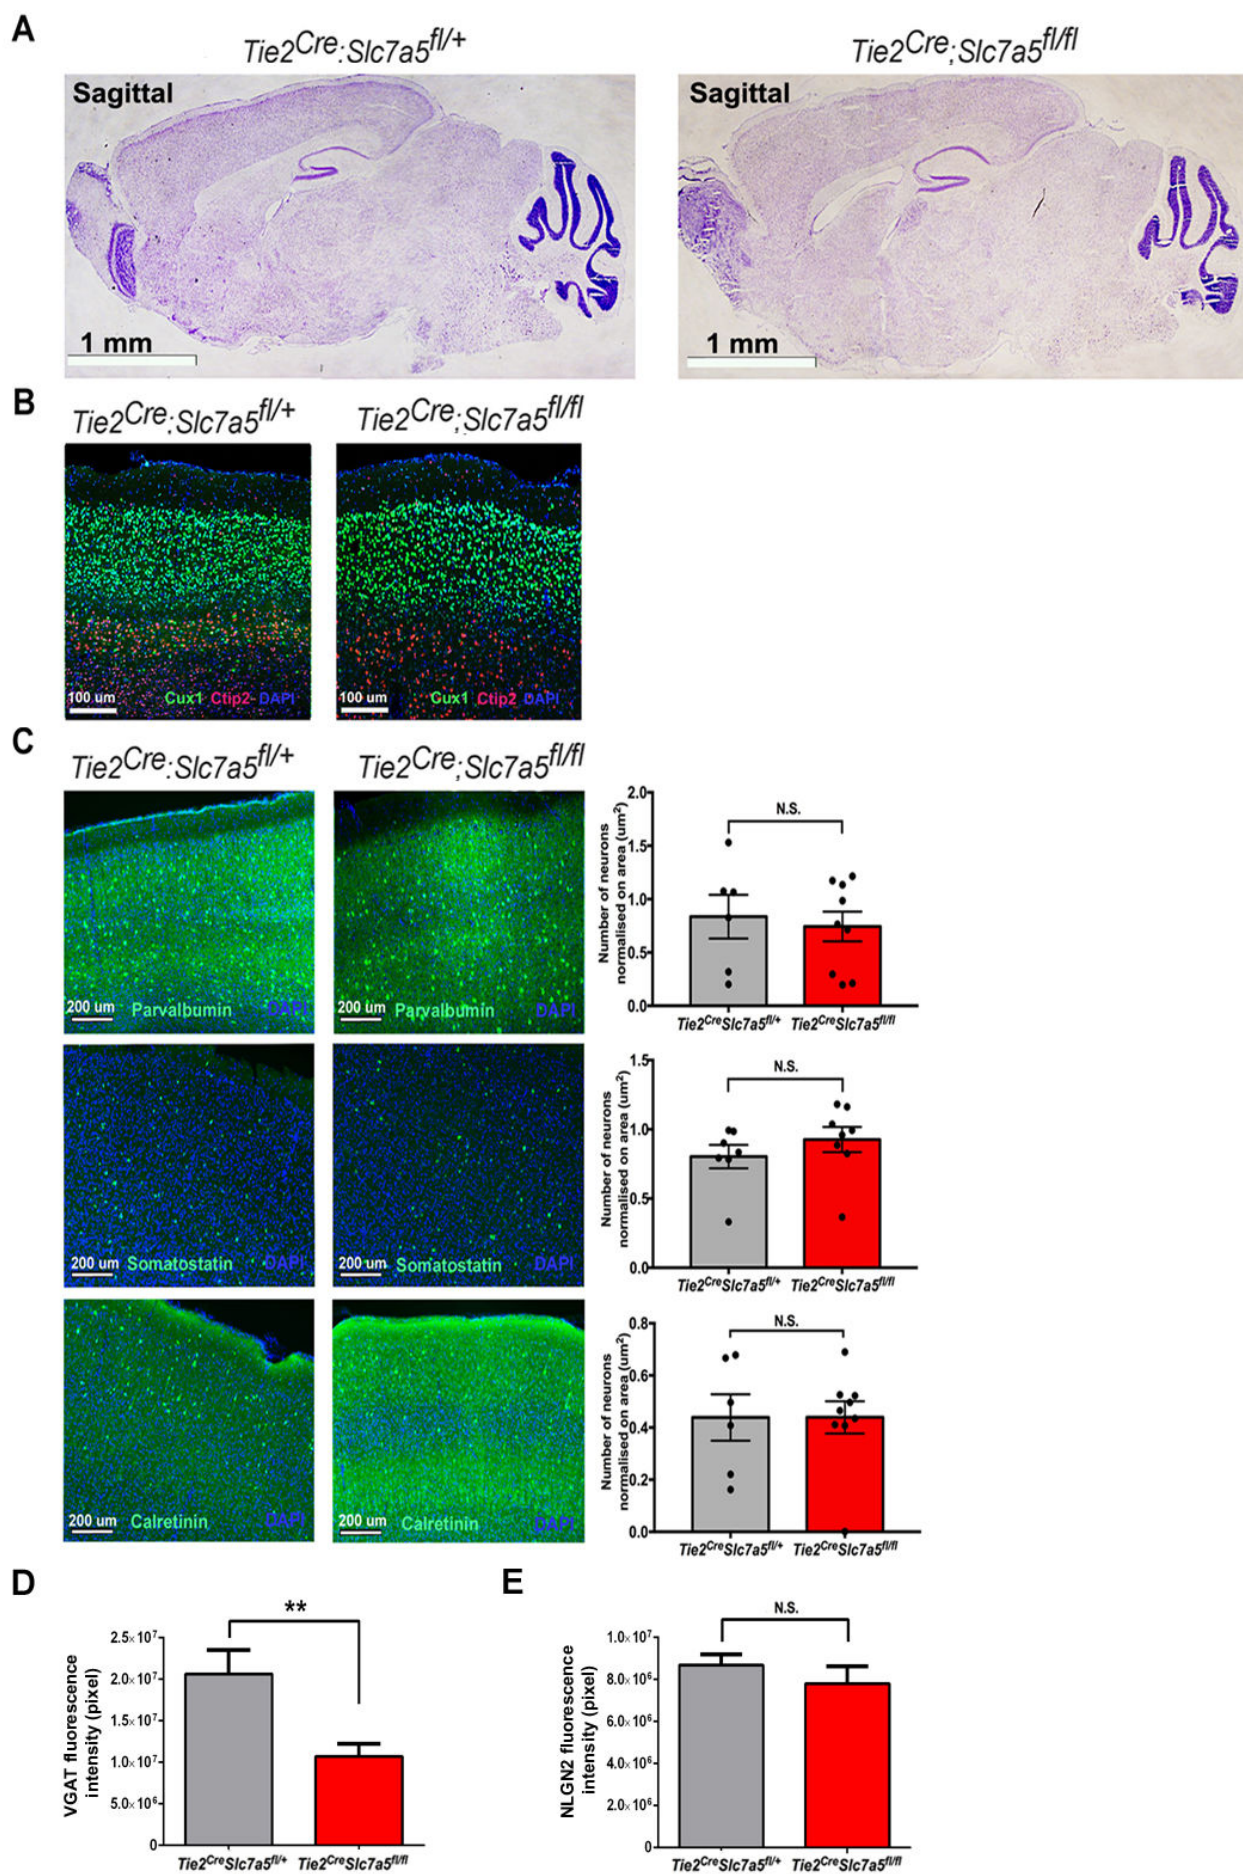 A
Tie2Cre:Slc7a5fl/+
Tie2Cre;Slc7a5fl/fl
Sagittal
Sagittal
1 mm
1 mm
B
Tie2Cre:Slc7a5fl/+
Tie2Cre;Slc7a5fl/fl
100 um
Cux1 Ctip2 DAPI
100 um
Cux1 Ctip2 DAPI
C
Tie2Cre:Slc7a5fl/+
Tie2Cre;Slc7a5fl/fl
200 um
Parvalbumin
DAPI
200 um
Parvalbumin
DAPI
Number of neurons
normalised on area (um²)
2.0
1.5
1.0
0.5
0.0
N.S.
Tie2CreSlc7a5fl/+
Tie2CreSlc7a5fl/fl
200 um
Somatostatin
DAPI
200 um
Somatostatin
DAPI
Number of neurons
normalised on area (um²)
1.5
1.0
0.5
0.0
N.S.
Tie2CreSlc7a5fl/+
Tie2CreSlc7a5fl/fl
200 um
Calretinin
DAPI
200 um
Calretinin
DAPI
Number of neurons
normalised on area (um²)
0.8
0.6
0.4
0.2
0.0
N.S.
Tie2CreSlc7a5fl/+
Tie2CreSlc7a5fl/fl
D
VGAT fluorescence
intensity (pixel)
2.5×10⁷
2.0×10⁷
1.5×10⁷
1.0×10⁷
5.0×10⁶
0
**
Tie2CreSlc7a5fl/+
Tie2CreSlc7a5fl/fl
E
NLGN2 fluorescence
intensity (pixel)
1.0×10⁷
8.0×10⁶
6.0×10⁶
4.0×10⁶
2.0×10⁶
0
N.S.
Tie2CreSlc7a5fl/+
Tie2CreSlc7a5fl/fl